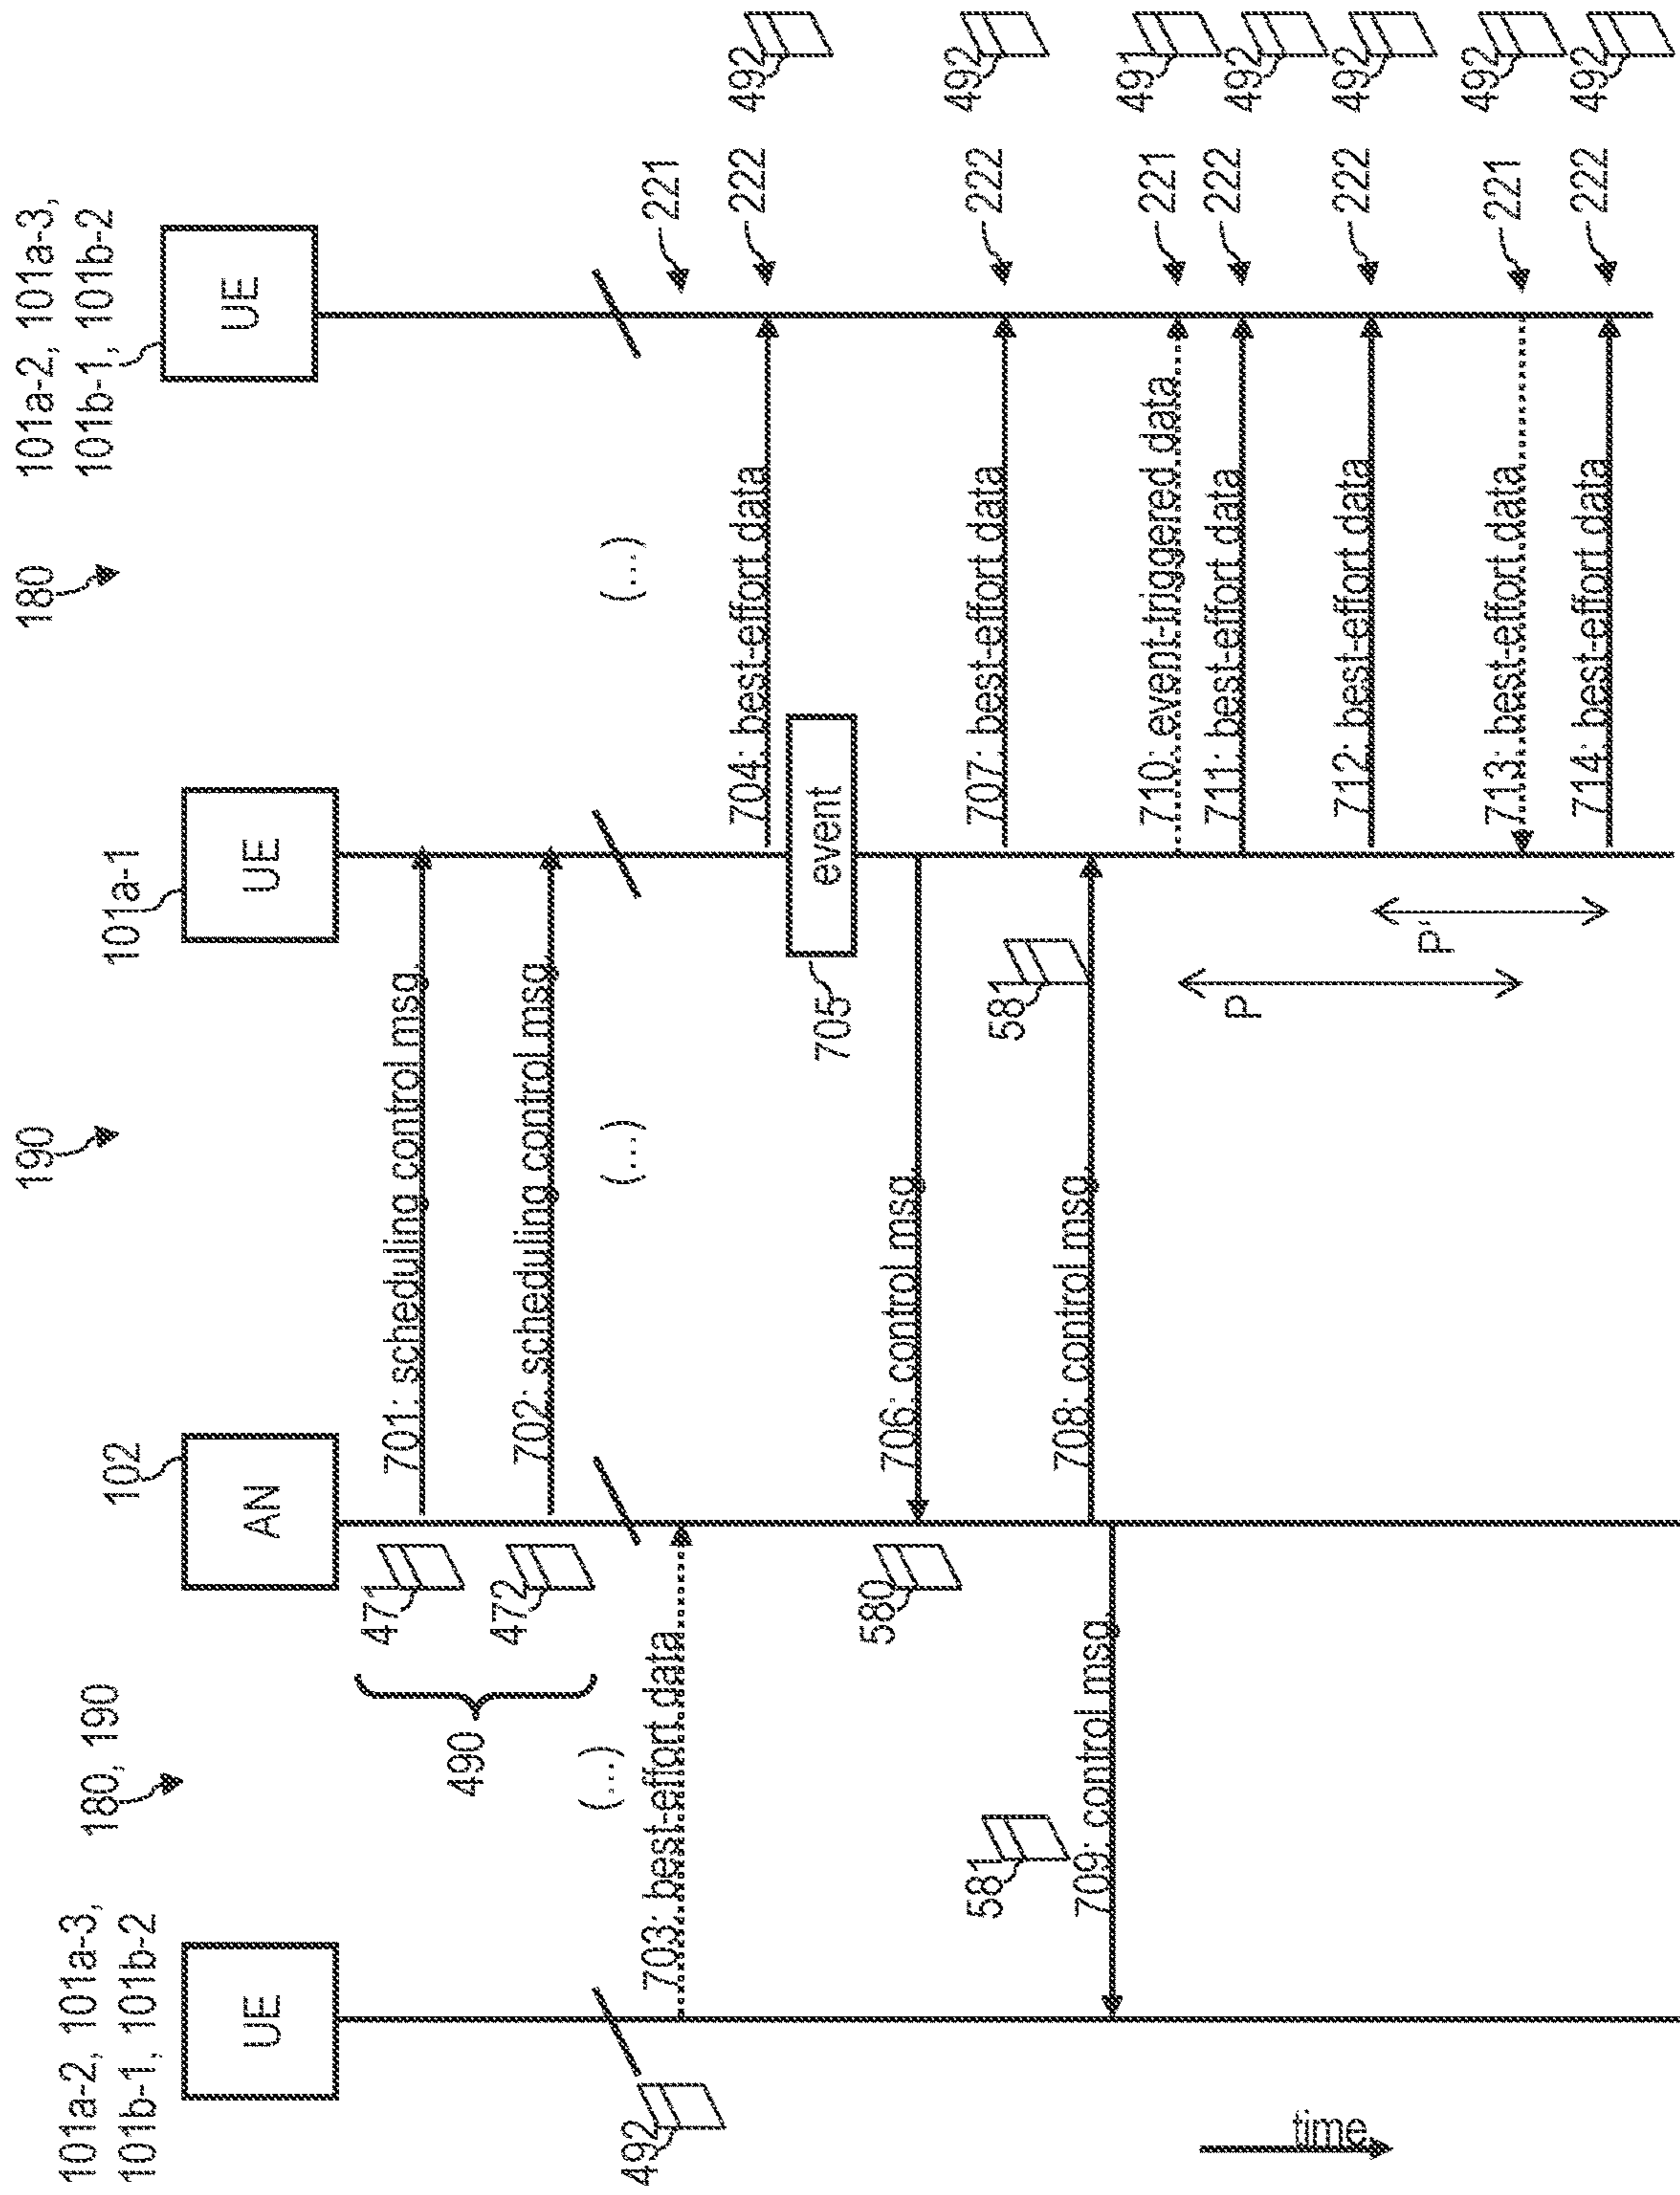 190
180
101a-2, 101a-3,
101b-1, 101b-2
101a-2, 101a-3,
101b-1, 101b-2
180, 190
102
101a-1
UE
AN
UE
UE
471
701: scheduling control msg.
490
472
702: scheduling control msg.
(...)
(...)
(...)
492
703: best-effort data
221
704: best-effort data
222
492
705
event
580
706: control msg.
707: best-effort data
222
492
581
581
708: control msg.
709: control msg.
710: event-triggered data
221
491
711: best-effort data
222
492
P
712: best-effort data
222
492
time
P'
713: best-effort data
221
492
714: best-effort data
222
492